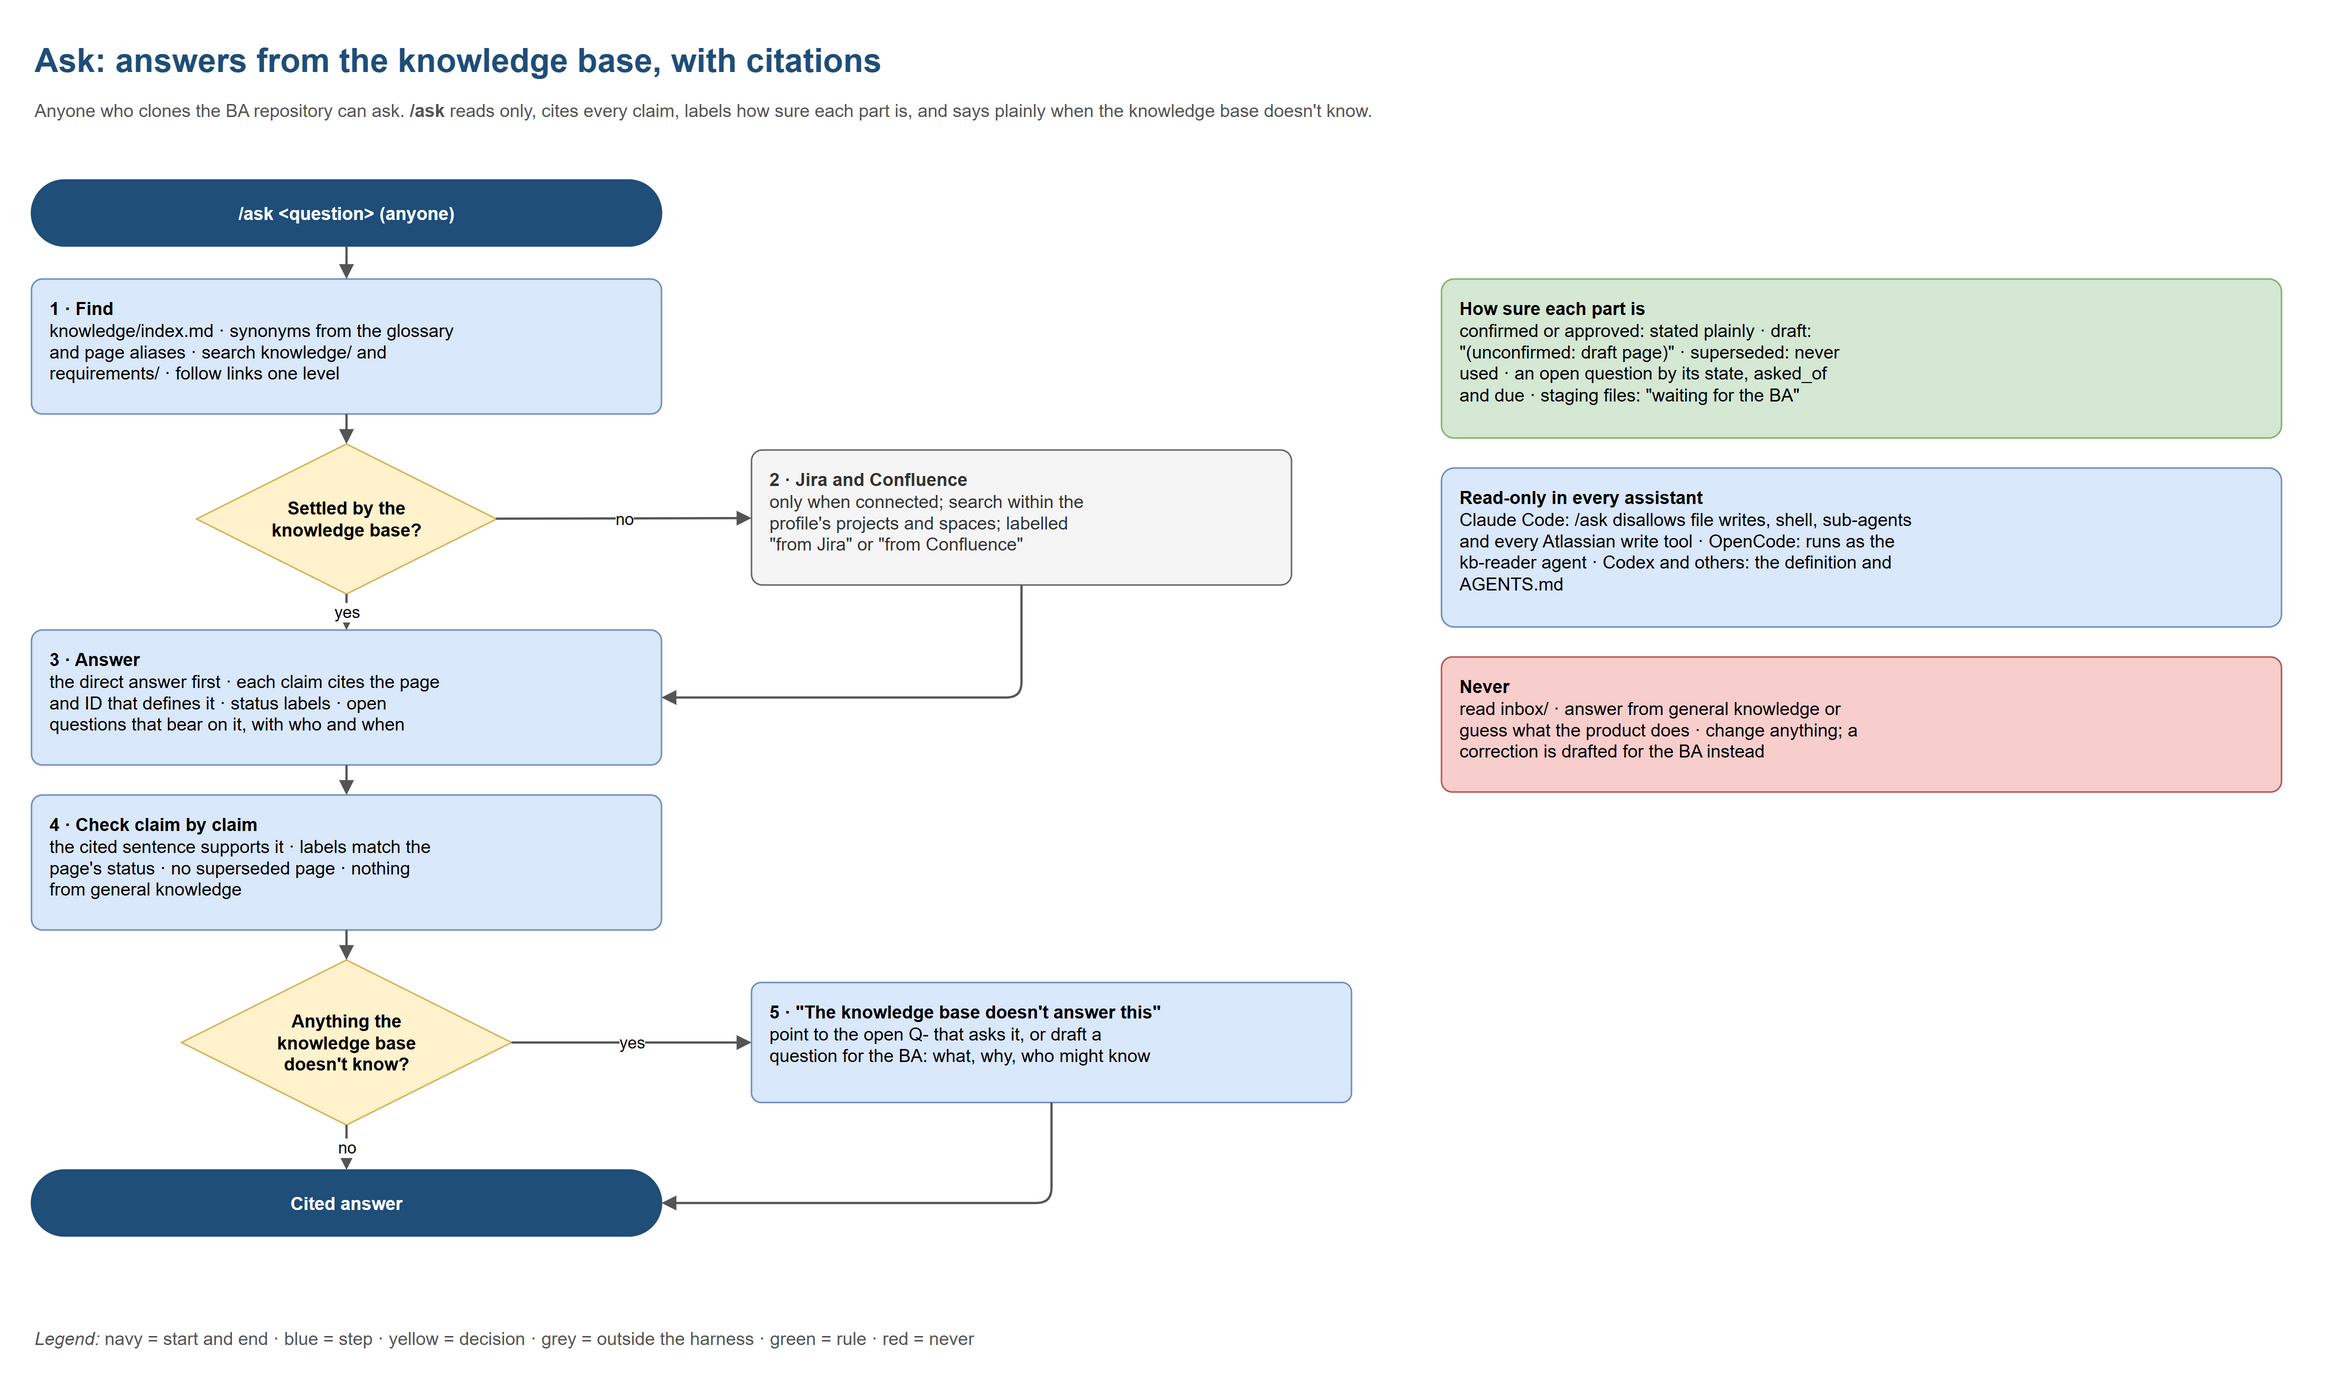 Ask: answers from the knowledge base, with citations
Anyone who clones the BA repository can ask. /ask reads only, cites every claim, labels how sure each part is, and says plainly when the knowledge base doesn't know.
/ask <question> (anyone)
1 · Find
knowledge/index.md · synonyms from the glossary
and page aliases · search knowledge/ and
requirements/ · follow links one level
Settled by the
knowledge base?
no
2 · Jira and Confluence
only when connected; search within the
profile's projects and spaces; labelled
"from Jira" or "from Confluence"
yes
3 · Answer
the direct answer first · each claim cites the page
and ID that defines it · status labels · open
questions that bear on it, with who and when
4 · Check claim by claim
the cited sentence supports it · labels match the
page's status · no superseded page · nothing
from general knowledge
Anything the
knowledge base
doesn't know?
yes
5 · "The knowledge base doesn't answer this"
point to the open Q- that asks it, or draft a
question for the BA: what, why, who might know
no
Cited answer
How sure each part is
confirmed or approved: stated plainly · draft:
"(unconfirmed: draft page)" · superseded: never
used · an open question by its state, asked_of
and due · staging files: "waiting for the BA"
Read-only in every assistant
Claude Code: /ask disallows file writes, shell, sub-agents
and every Atlassian write tool · OpenCode: runs as the
kb-reader agent · Codex and others: the definition and
AGENTS.md
Never
read inbox/ · answer from general knowledge or
guess what the product does · change anything; a
correction is drafted for the BA instead
Legend: navy = start and end · blue = step · yellow = decision · grey = outside the harness · green = rule · red = never